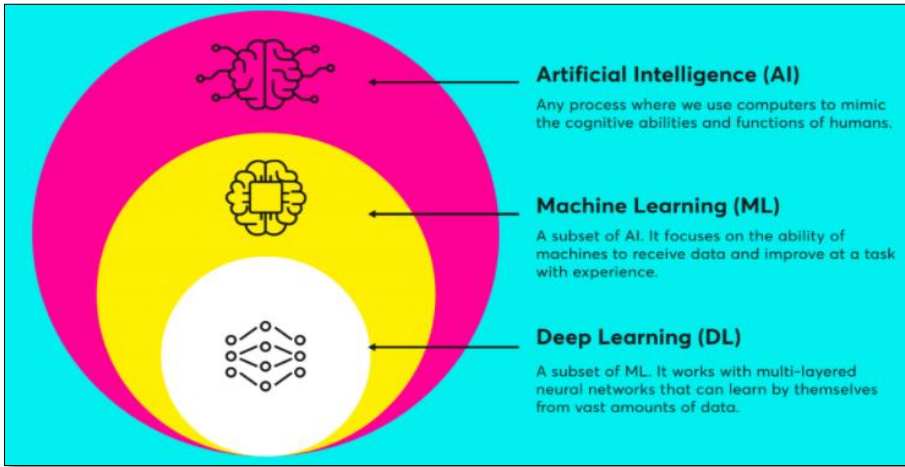 Artificial Intelligence (AI)
Any process where we use computers to mimic
the cognitive abilities and functions of humans.
Machine Learning (ML)
A subset of AI. It focuses on the ability of
machines to receive data and improve at a task
with experience.
Deep Learning (DL)
A subset of ML. It works with multi-layered
neural networks that can learn by themselves
from vast amounts of data.